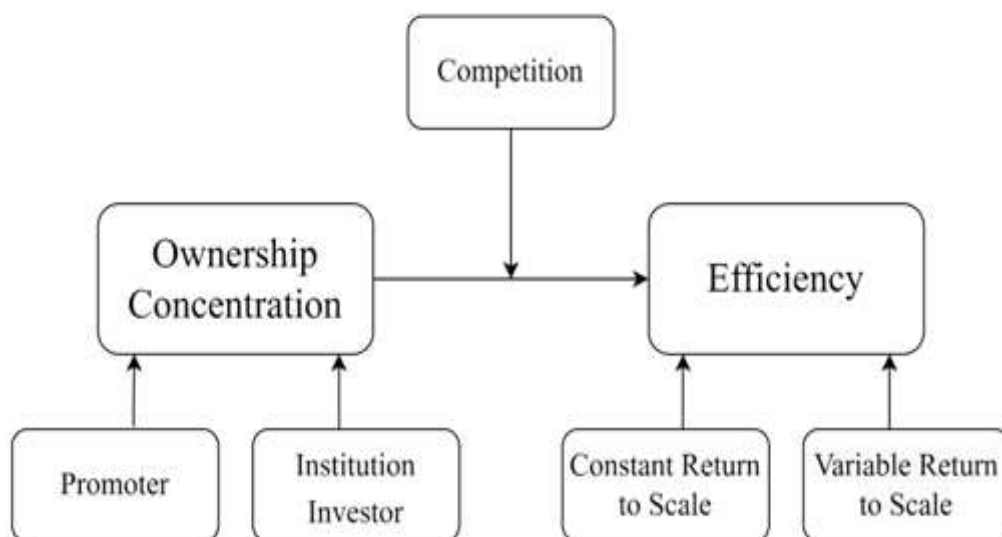 Competition
Ownership
Concentration
Efficiency
Promoter
Institution
Investor
Constant Return
to Scale
Variable Return
to Scale